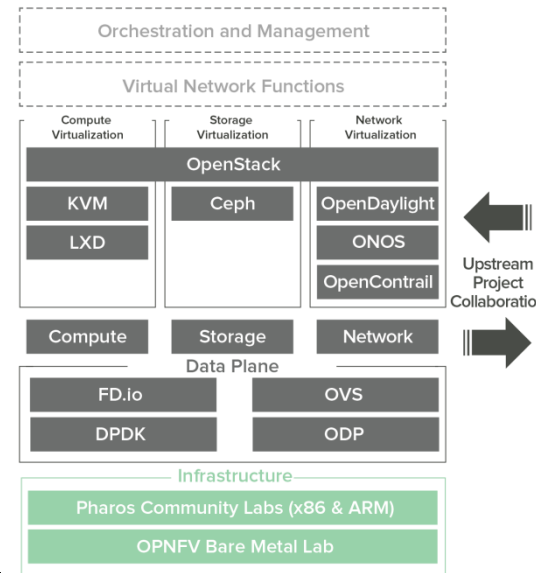 Orchestration and Management
Virtual Network Functions
Compute
Virtualization
Storage
Virtualization
Network
Virtualization
OpenStack
KVM
Ceph
OpenDaylight
LXD
ONOS
OpenContrail
Upstream
Project
Collaboratio
Compute
Storage
Network
Data Plane
FD.io
OVS
DPDK
ODP
Infrastructure
Pharos Community Labs (x86 & ARM)
OPNFV Bare Metal Lab